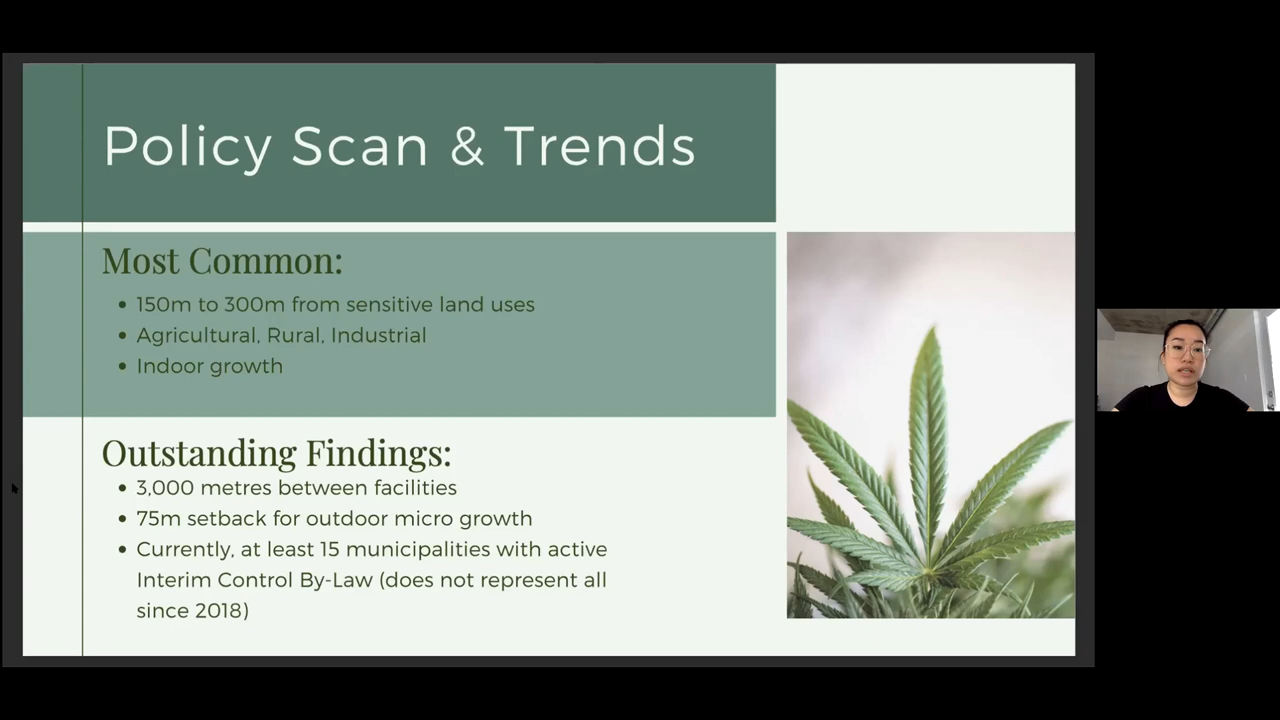 Policy Scan & Trends
Most Common:
• 150m to 300m from sensitive land uses
• Agricultural, Rural, Industrial
• Indoor growth
Outstanding Findings:
• 3,000 metres between facilities
• 75m setback for outdoor micro growth
• Currently, at least 15 municipalities with active
Interim Control By-Law (does not represent all
since 2018)